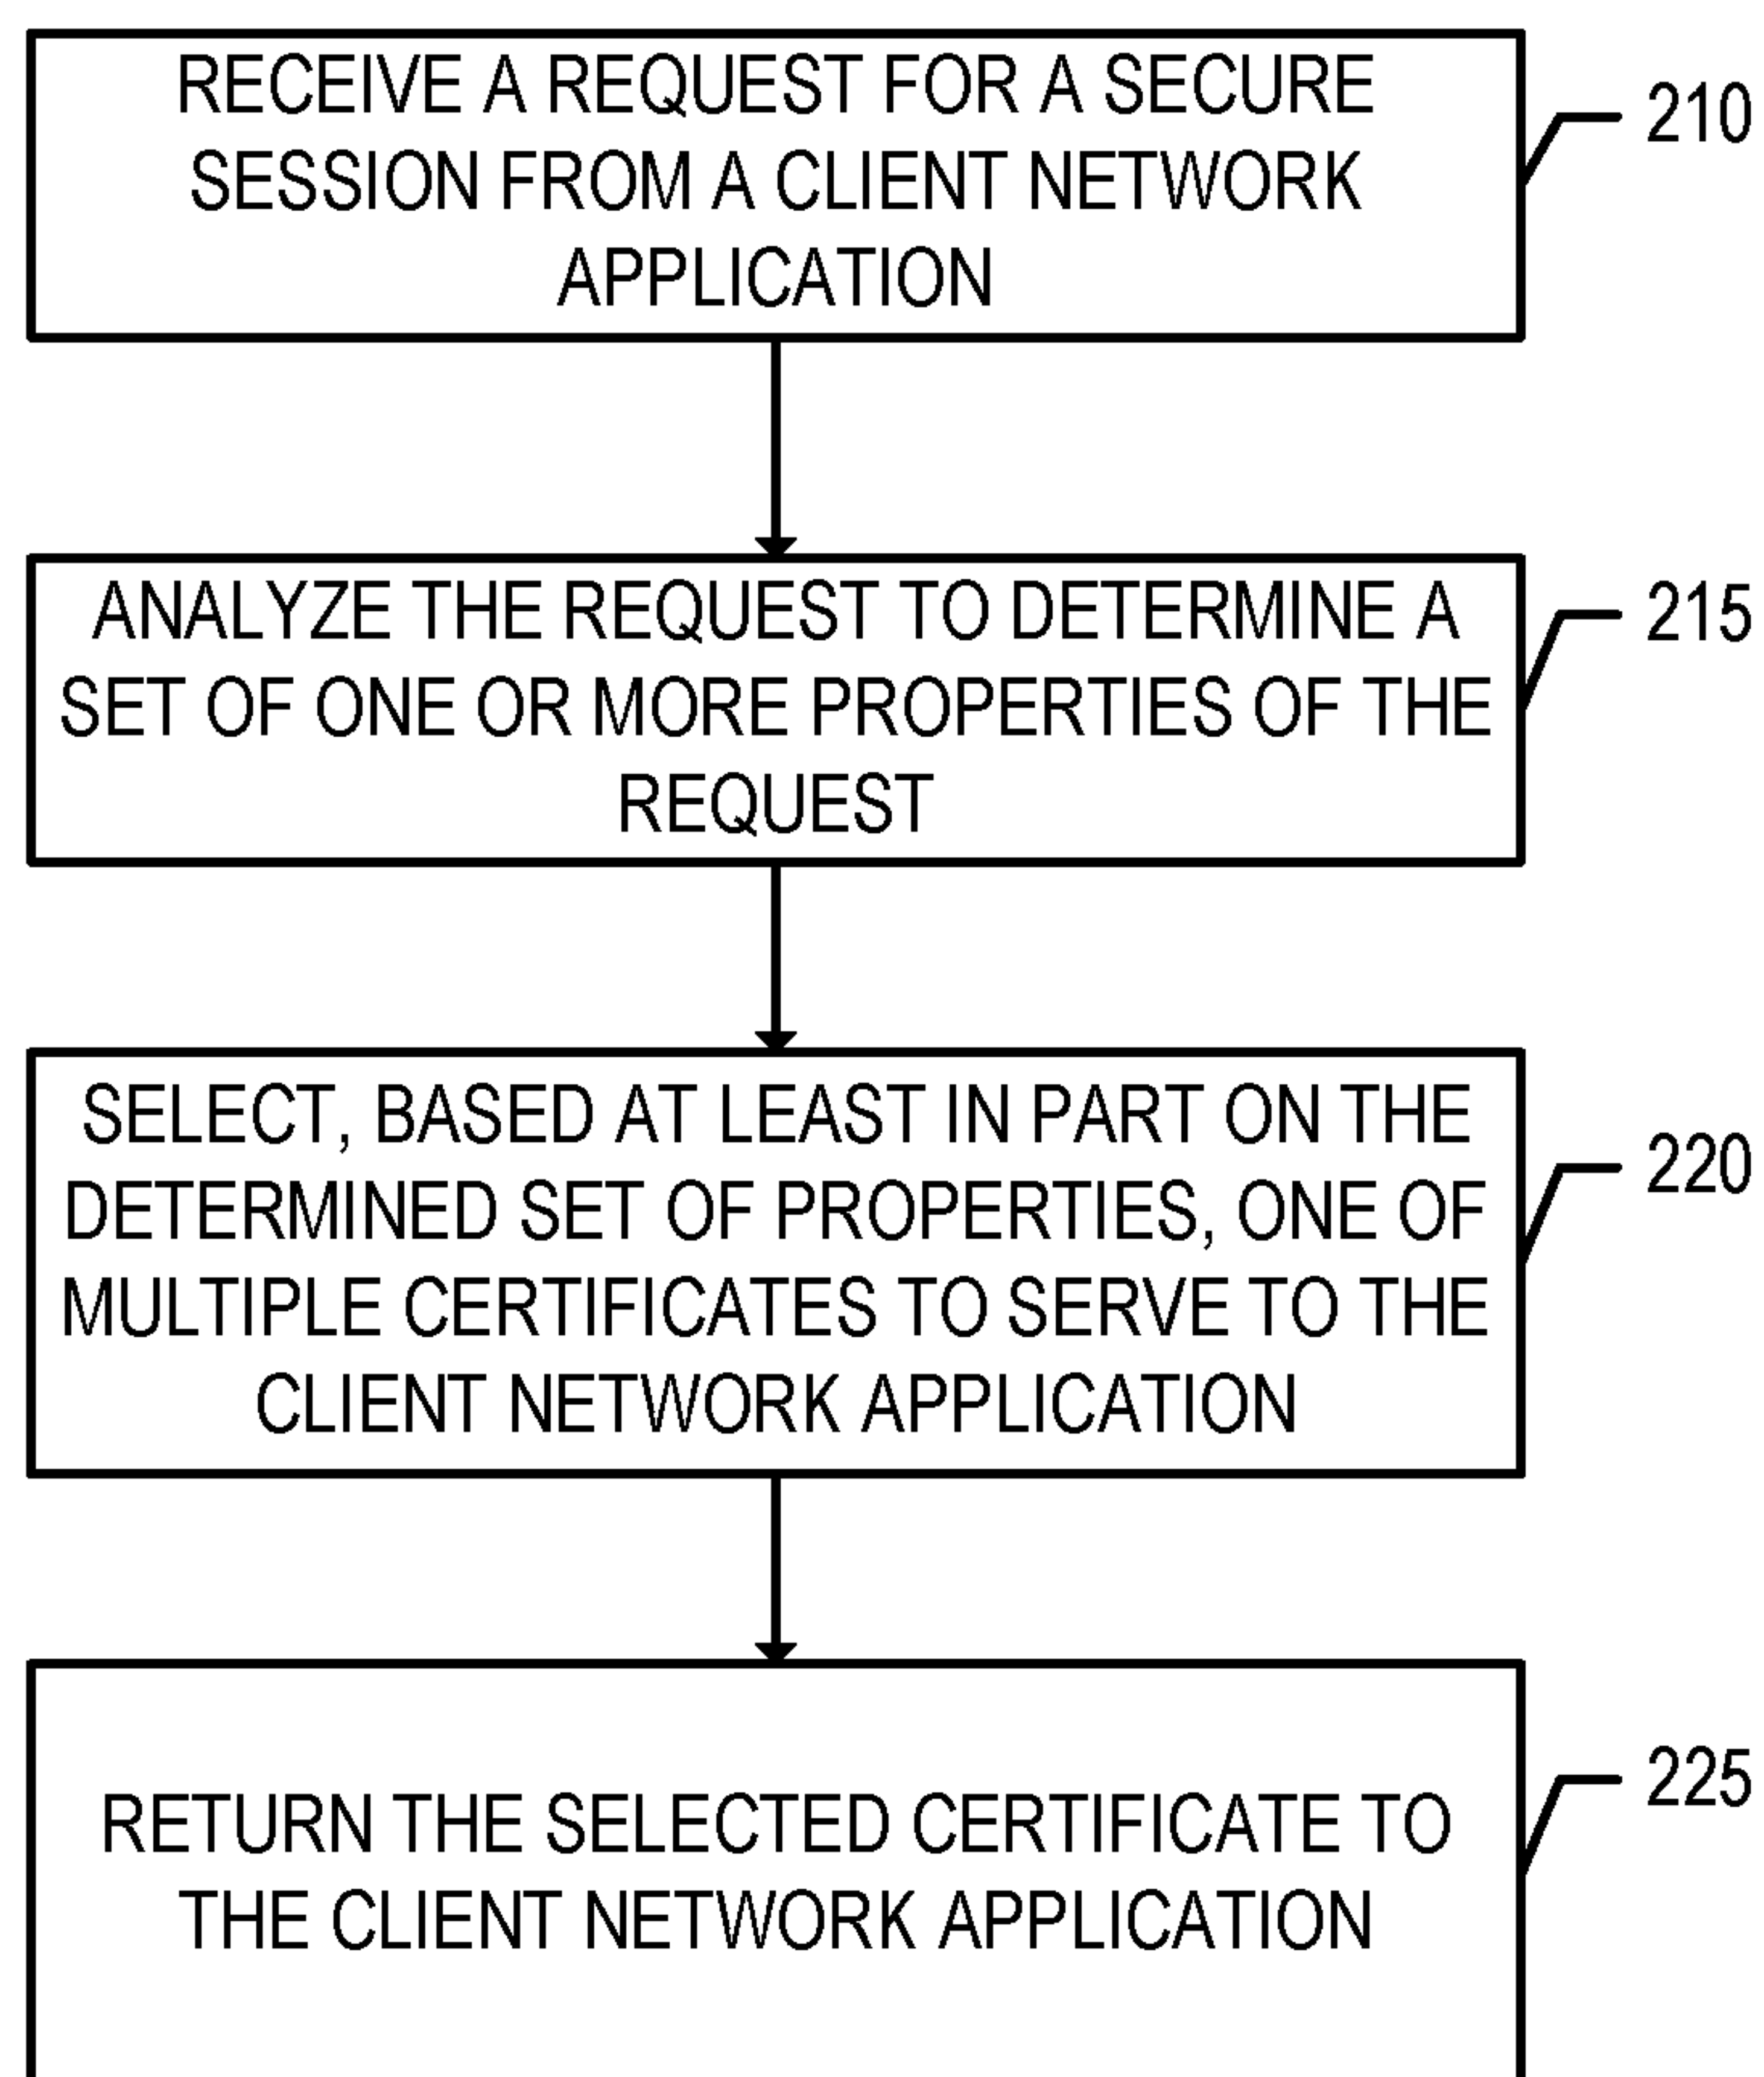 RECEIVE A REQUEST FOR A SECURE
SESSION FROM A CLIENT NETWORK
APPLICATION
210
ANALYZE THE REQUEST TO DETERMINE A
SET OF ONE OR MORE PROPERTIES OF THE
REQUEST
215
SELECT, BASED AT LEAST IN PART ON THE
DETERMINED SET OF PROPERTIES, ONE OF
MULTIPLE CERTIFICATES TO SERVE TO THE
CLIENT NETWORK APPLICATION
220
RETURN THE SELECTED CERTIFICATE TO
THE CLIENT NETWORK APPLICATION
225